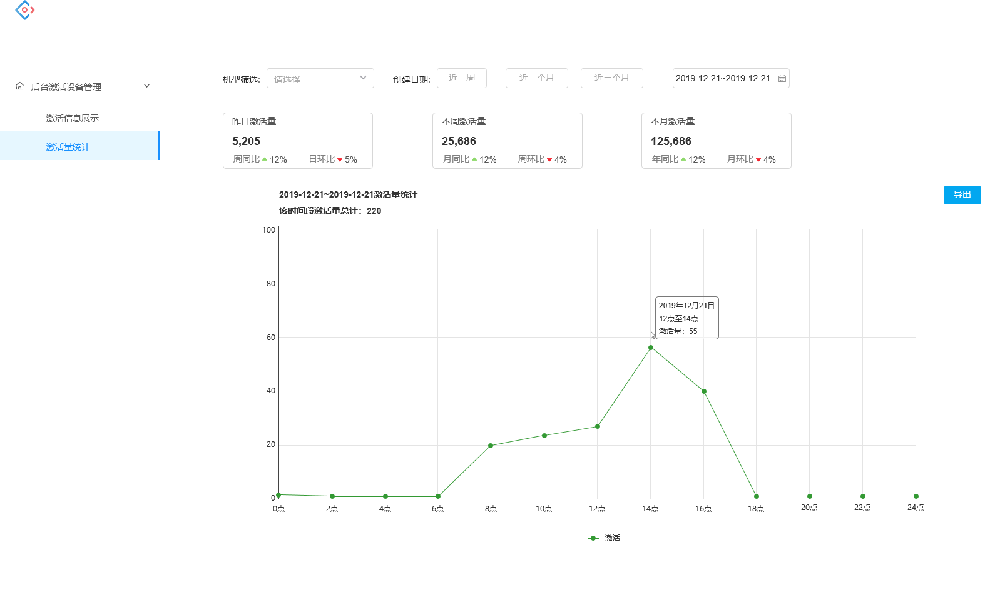 后台激活设备管理
激活信息展示
激活量统计
机型筛选: 请选择 创建日期: 近一周 近一个月 近三个月 2019-12-21~2019-12-21
昨日激活量
5,205
周同比 12% 日环比 5%
本周激活量
25,686
月同比 12% 周环比 4%
本月激活量
125,686
年同比 12% 月环比 4%
2019-12-21~2019-12-21激活量统计
导出
该时间段激活量总计：220
100
80
60
40
20
0
2019年12月21日
12点至14点
激活量：55
0点 2点 4点 6点 8点 10点 12点 14点 16点 18点 20点 22点 24点
激活